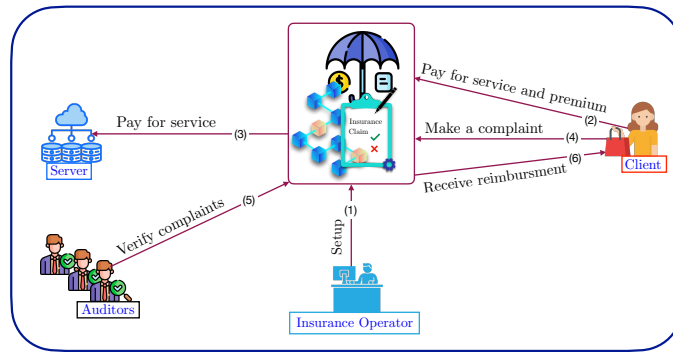 Pay for service and premium
(2)
Insurance
Claim
Pay for service
(3)
Make a complaint
(4)
Server
Client
(6)
Receive reimbursment
Verify complaints
(5)
(1)
Setup
Auditors
Insurance Operator